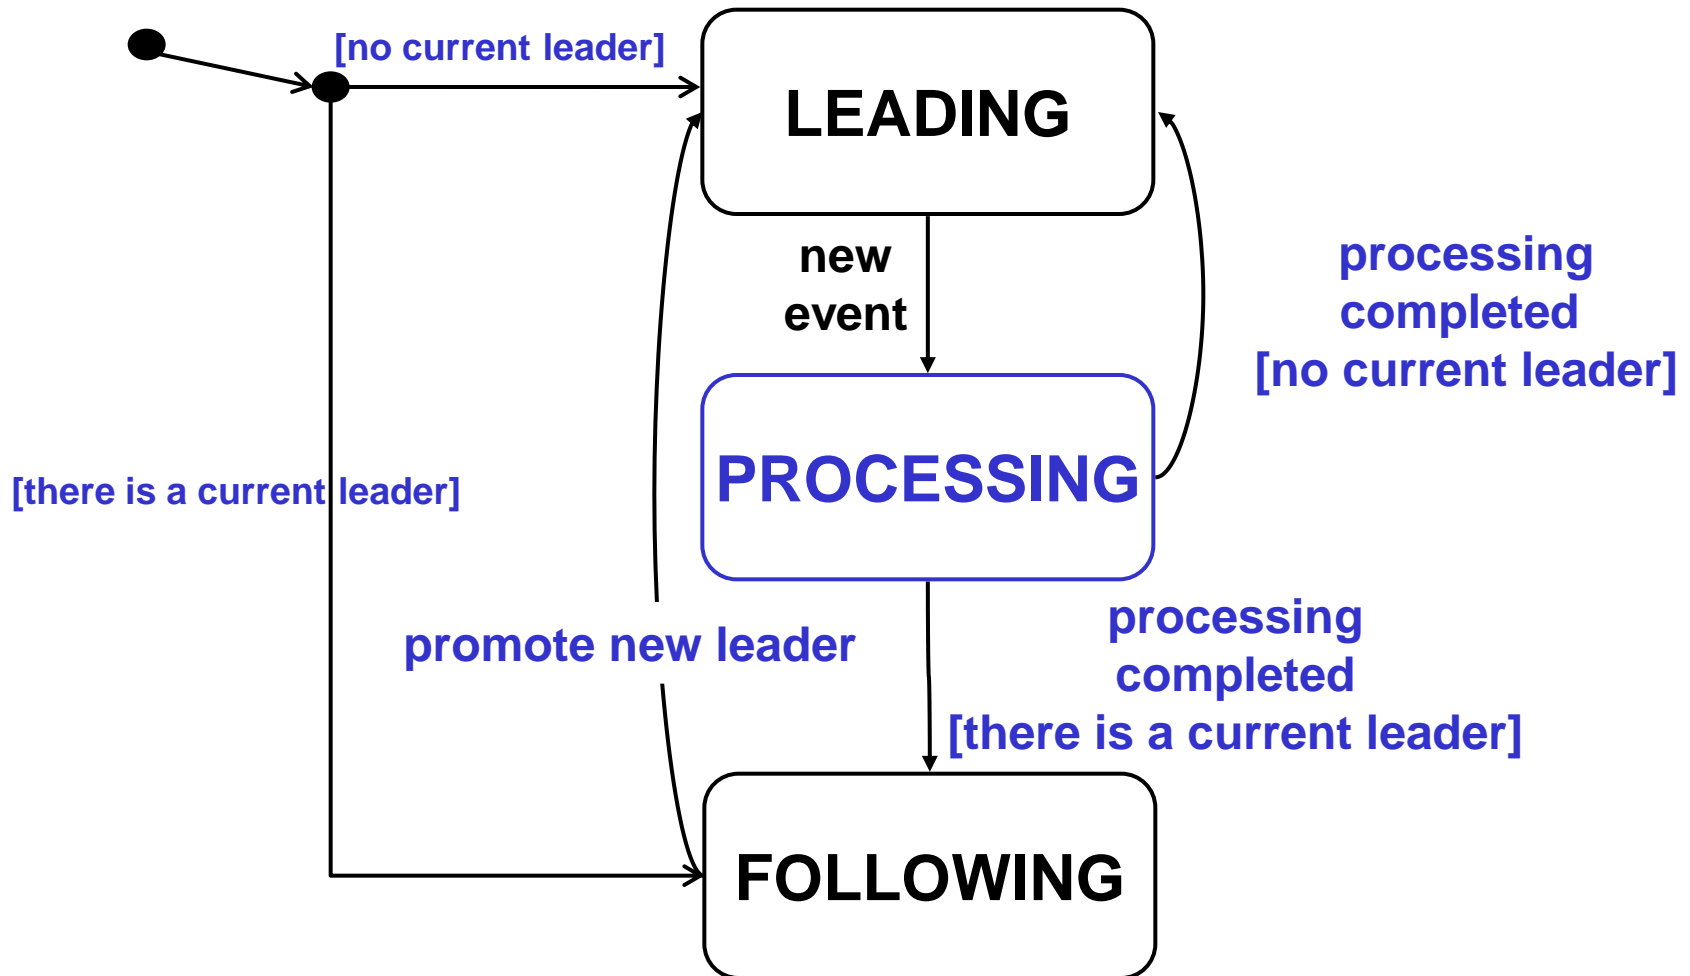 [no current leader]
LEADING
new
event
processing
completed
[no current leader]
PROCESSING
[there is a current leader]
promote new leader
processing
completed
[there is a current leader]
FOLLOWING